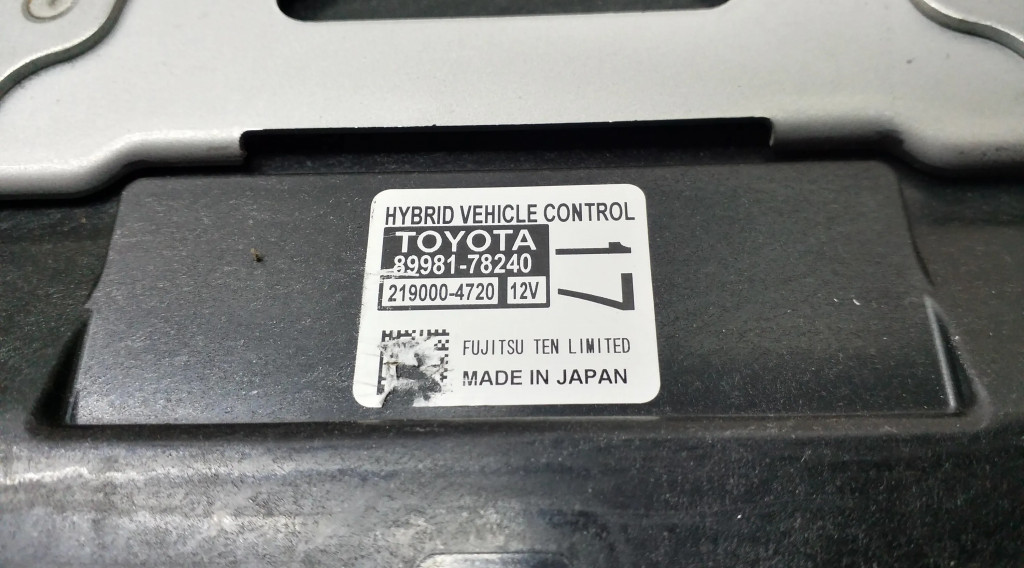 HYBRID VEHICLE CONTROL
TOYOTA
89981-78240
219000-4720 12V
17
FUJITSU TEN LIMITED
MADE IN JAPAN